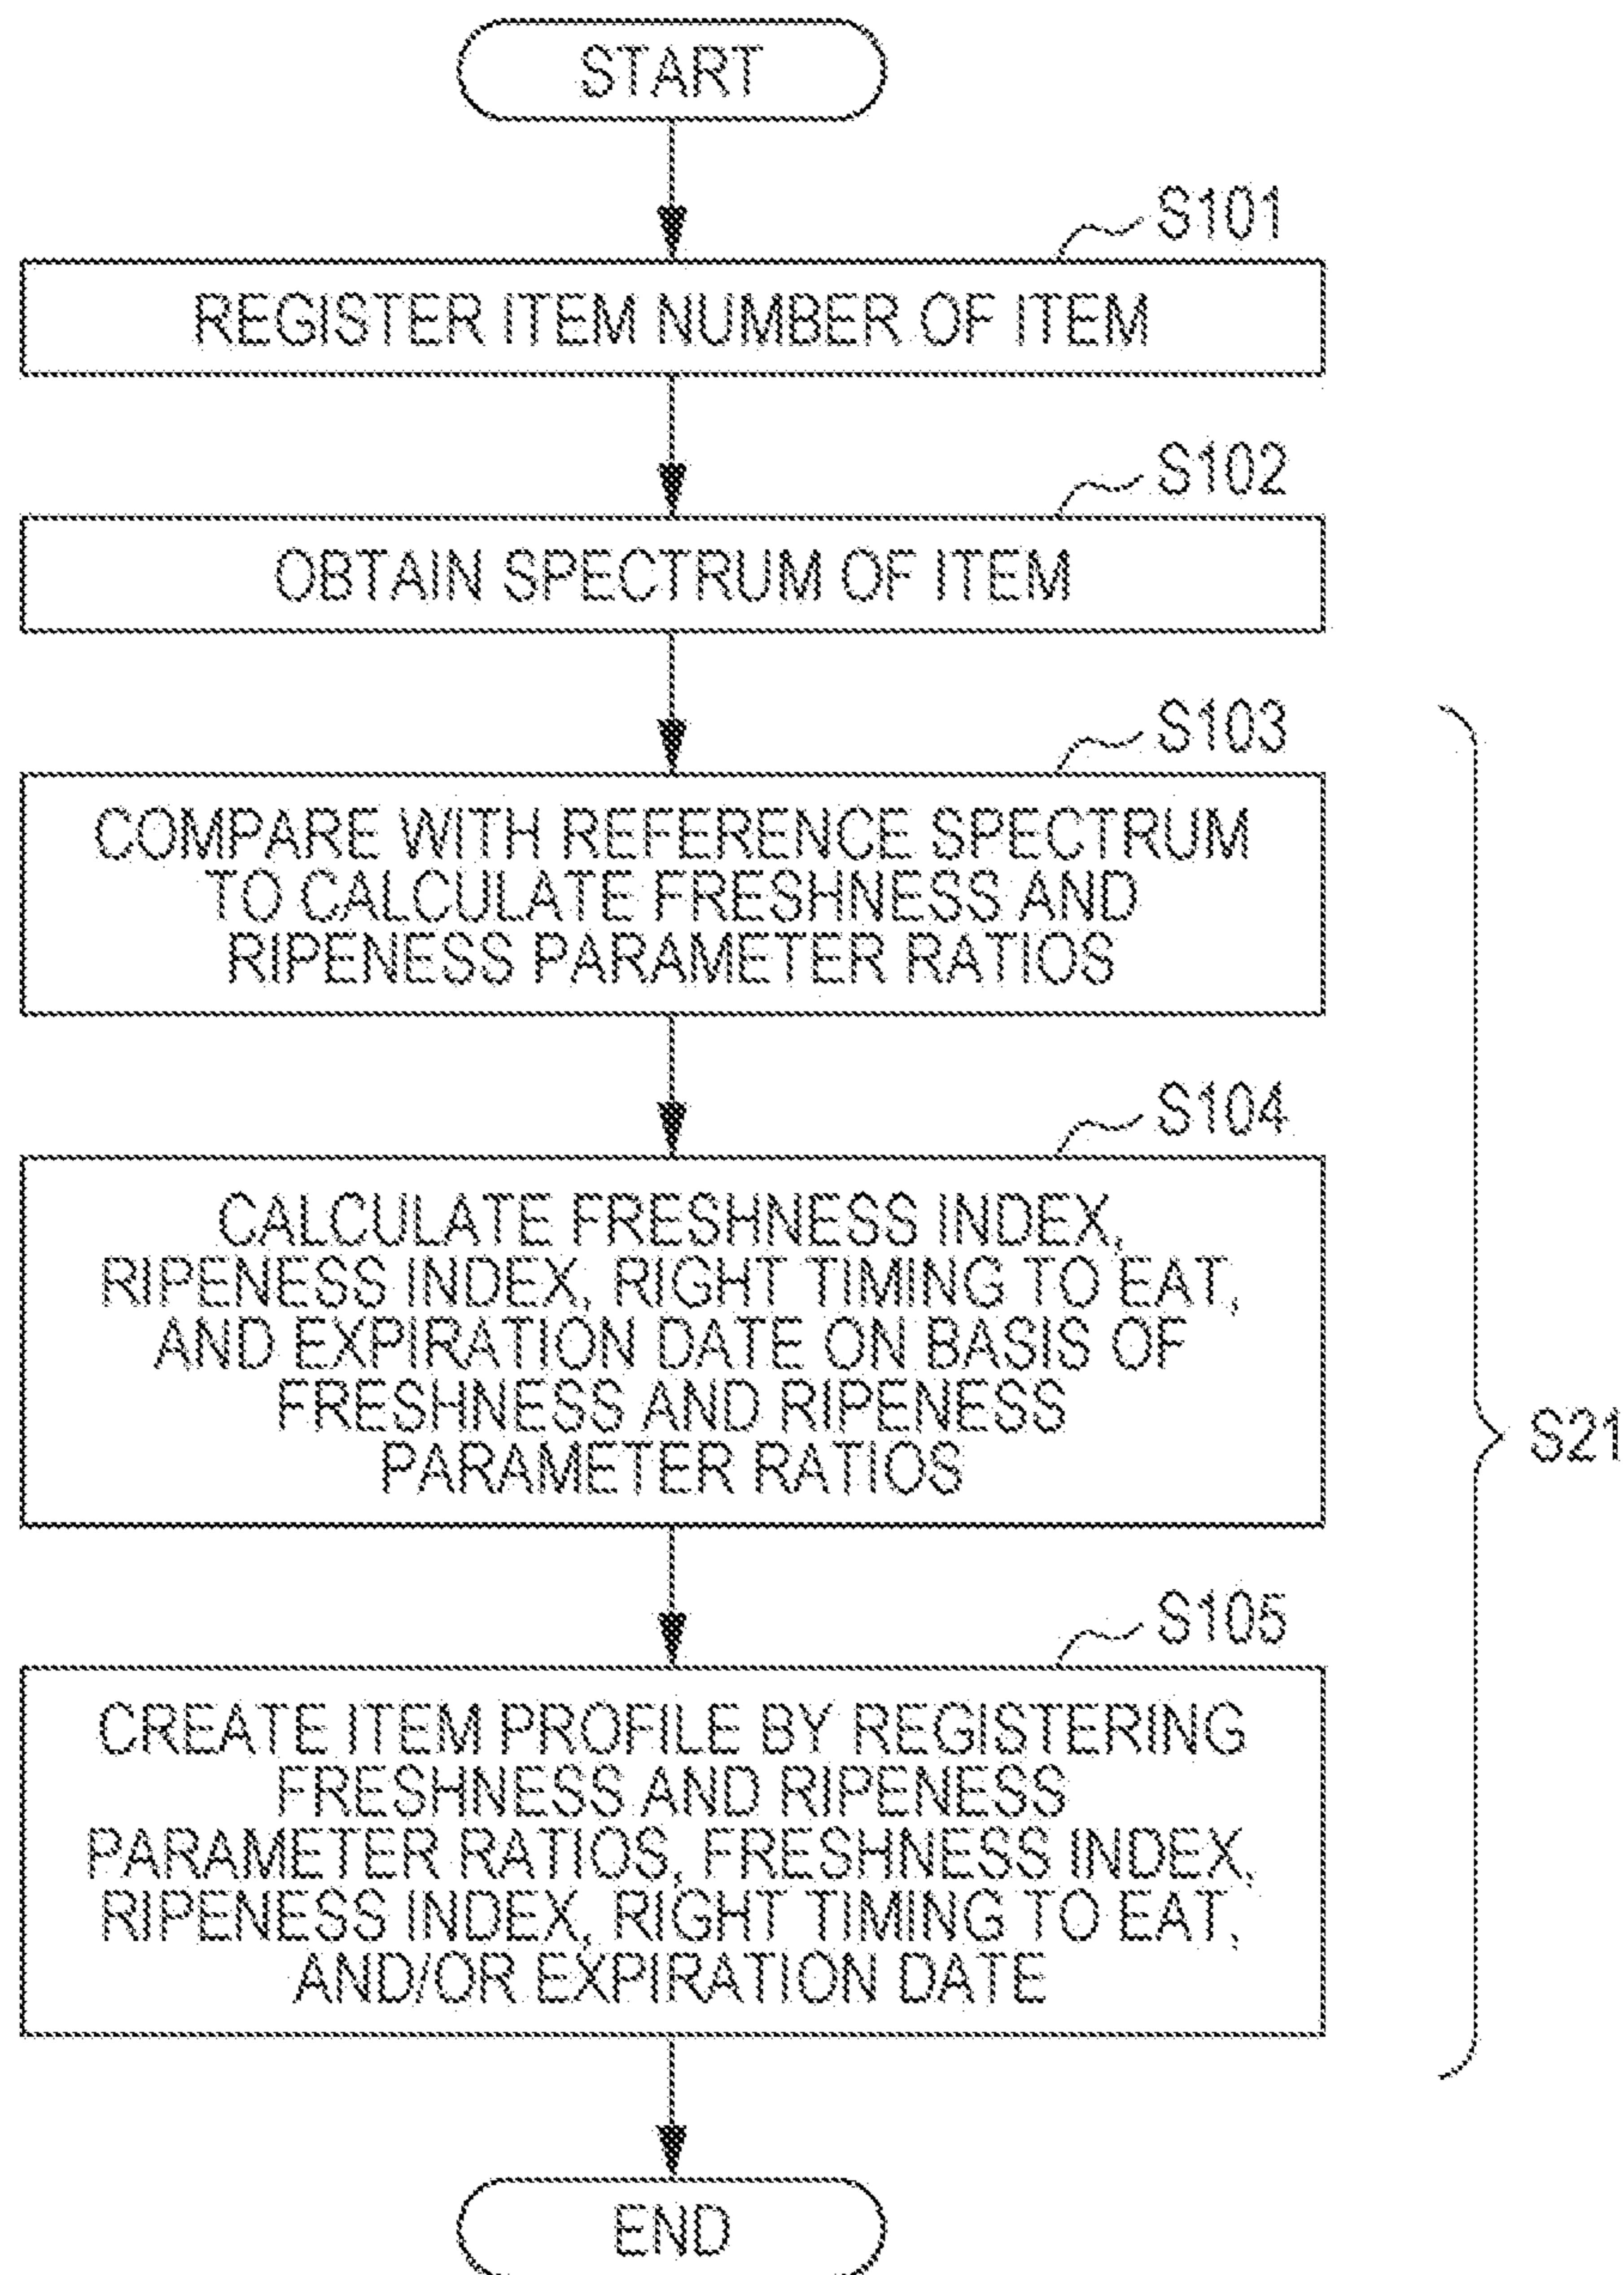 START
S101
REGISTER ITEM NUMBER OF ITEM
S102
OBTAIN SPECTRUM OF ITEM
S103
COMPARE WITH REFERENCE SPECTRUM
TO CALCULATE FRESHNESS AND
RIPENESS PARAMETER RATIOS
S104
CALCULATE FRESHNESS INDEX,
RIPENESS INDEX, RIGHT TIMING TO EAT,
AND EXPIRATION DATE ON BASIS OF
FRESHNESS AND RIPENESS
PARAMETER RATIOS
S21
S105
CREATE ITEM PROFILE BY REGISTERING
FRESHNESS AND RIPENESS
PARAMETER RATIOS, FRESHNESS INDEX,
RIPENESS INDEX, RIGHT TIMING TO EAT,
AND/OR EXPIRATION DATE
END